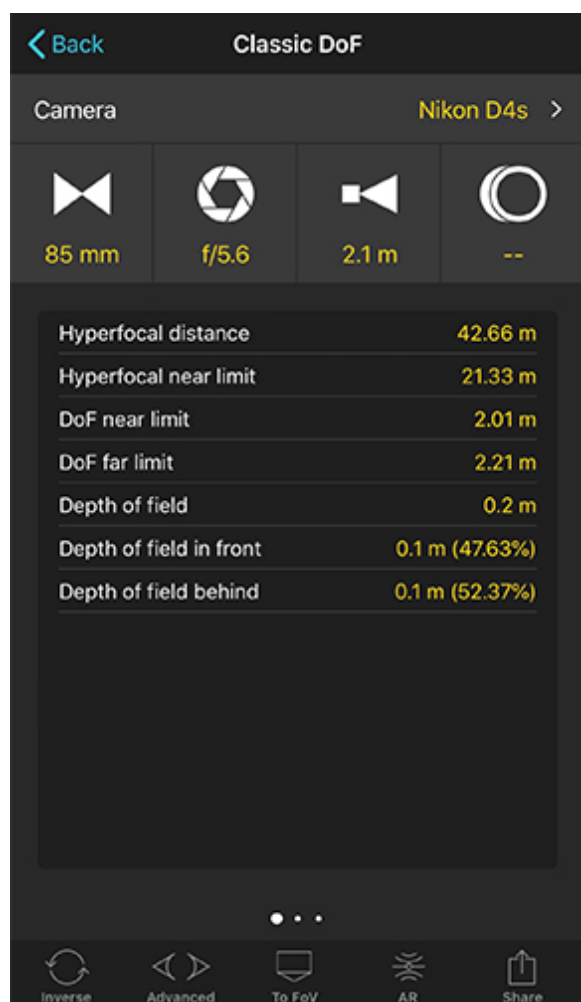 Back Classic DoF
Camera Nikon D4s
85 mm f/5.6 2.1 m --
Hyperfocal distance 42.66 m
Hyperfocal near limit 21.33 m
DoF near limit 2.01 m
DoF far limit 2.21 m
Depth of field 0.2 m
Depth of field in front 0.1 m (47.63%)
Depth of field behind 0.1 m (52.37%)
Inverse Advanced To FoV AR Share